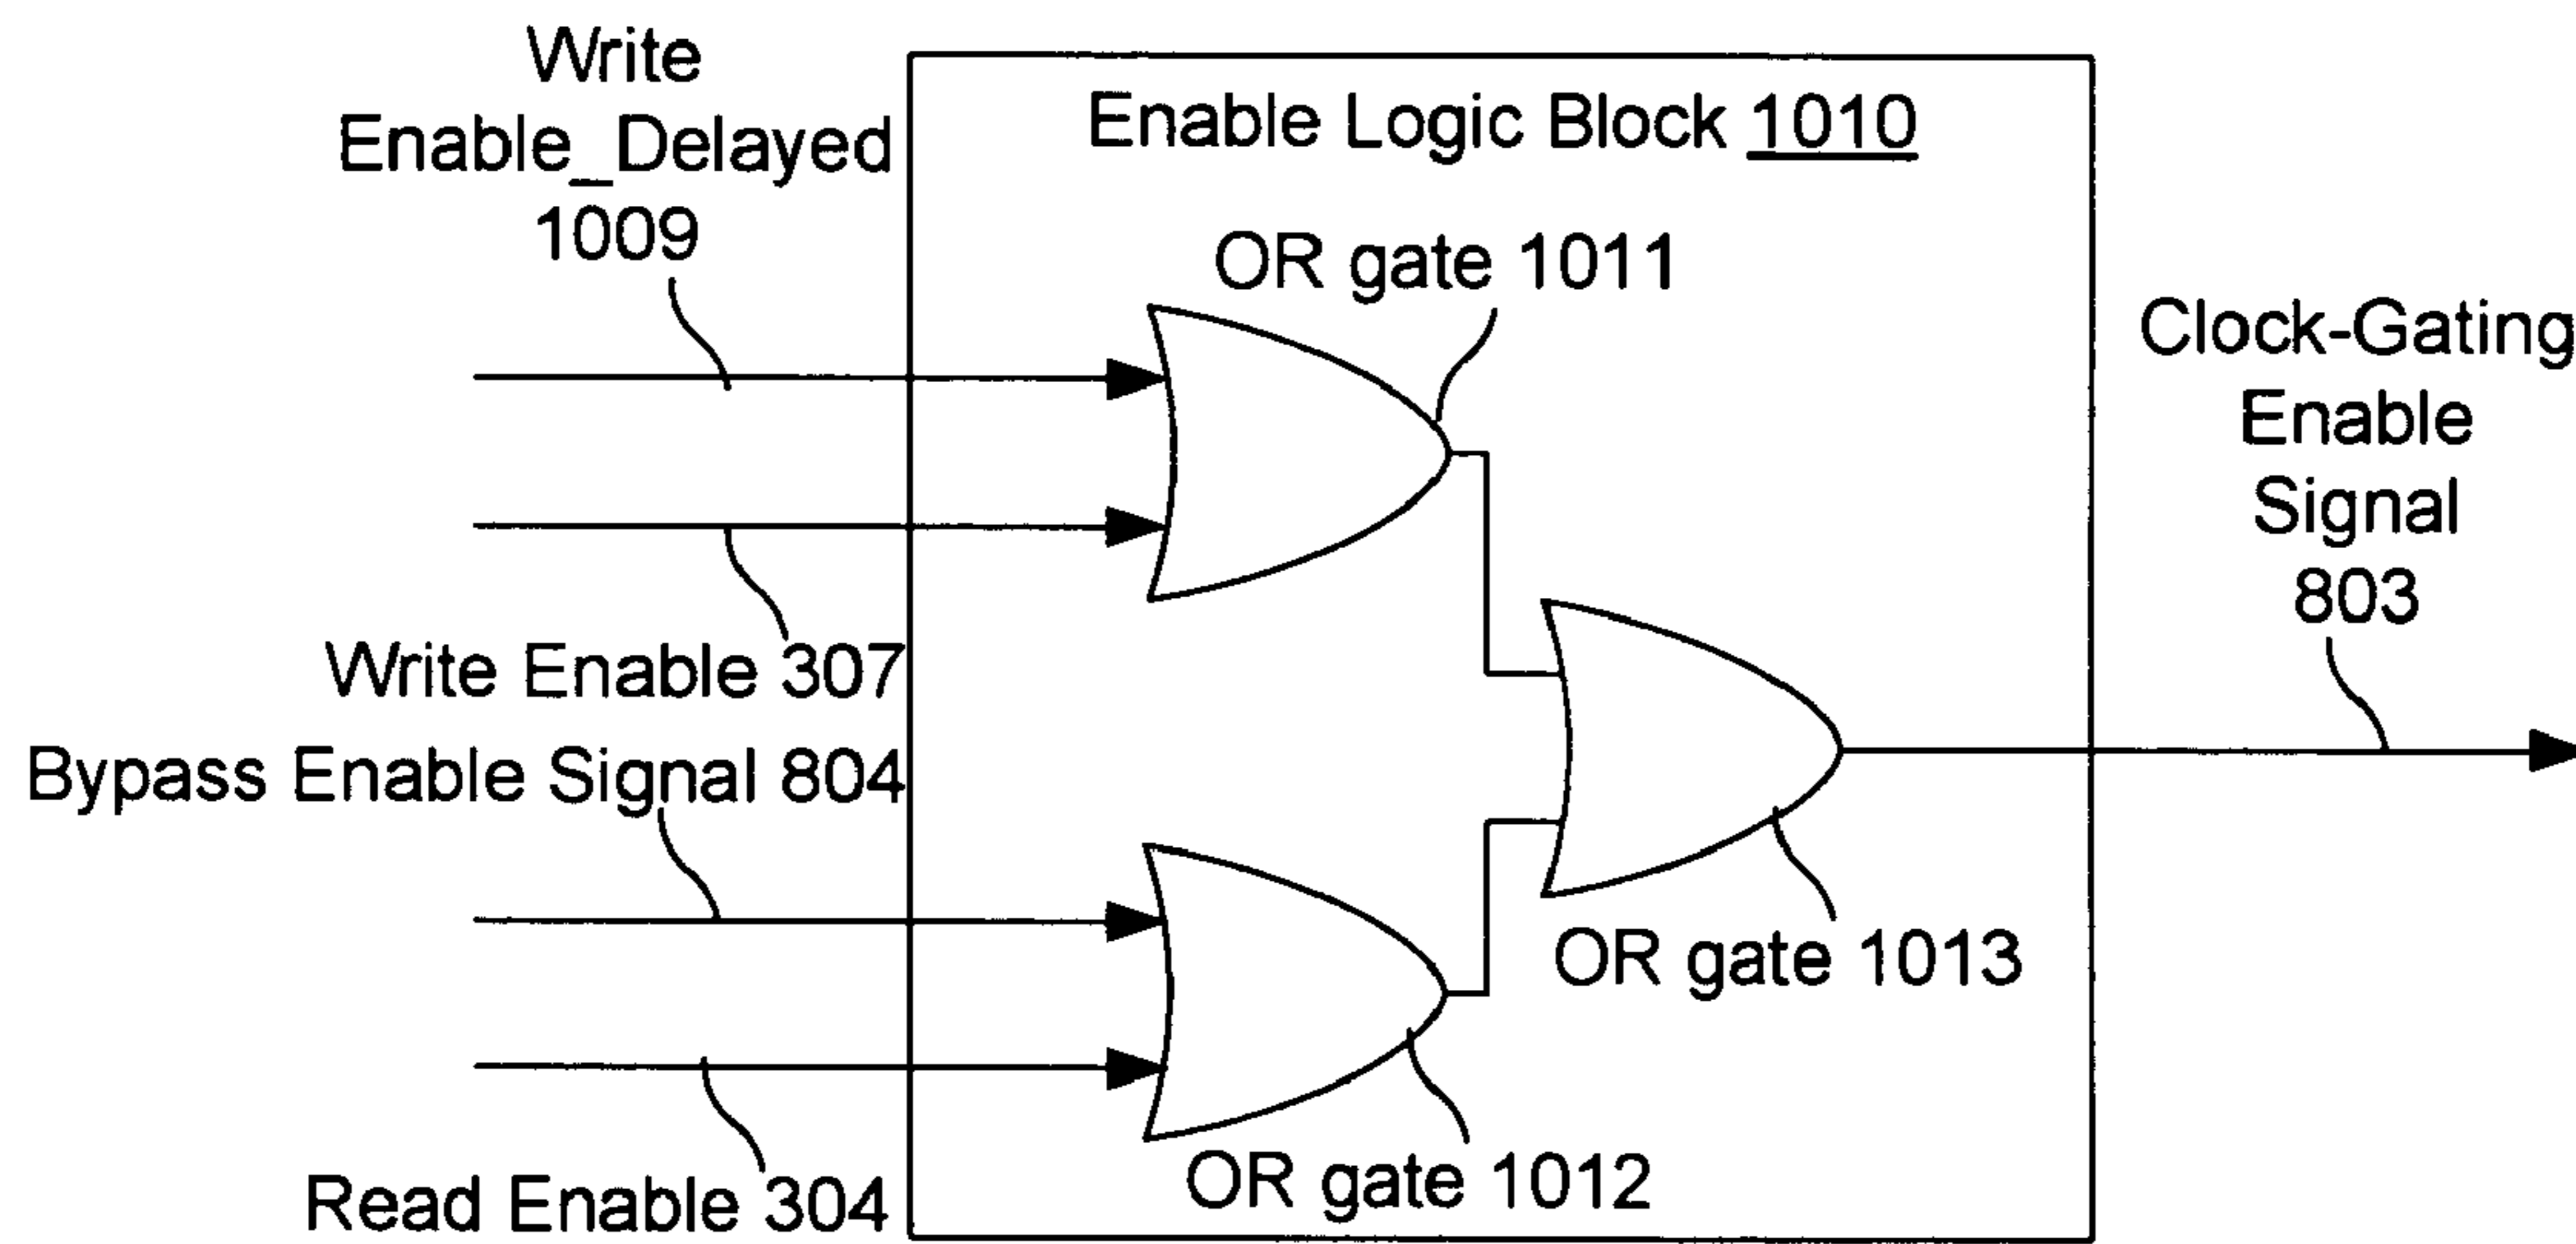 Write
Enable_Delayed
1009
Enable Logic Block 1010
OR gate 1011
Clock-Gating
Enable
Signal
803
Write Enable 307
Bypass Enable Signal 804
OR gate 1013
OR gate 1012
Read Enable 304